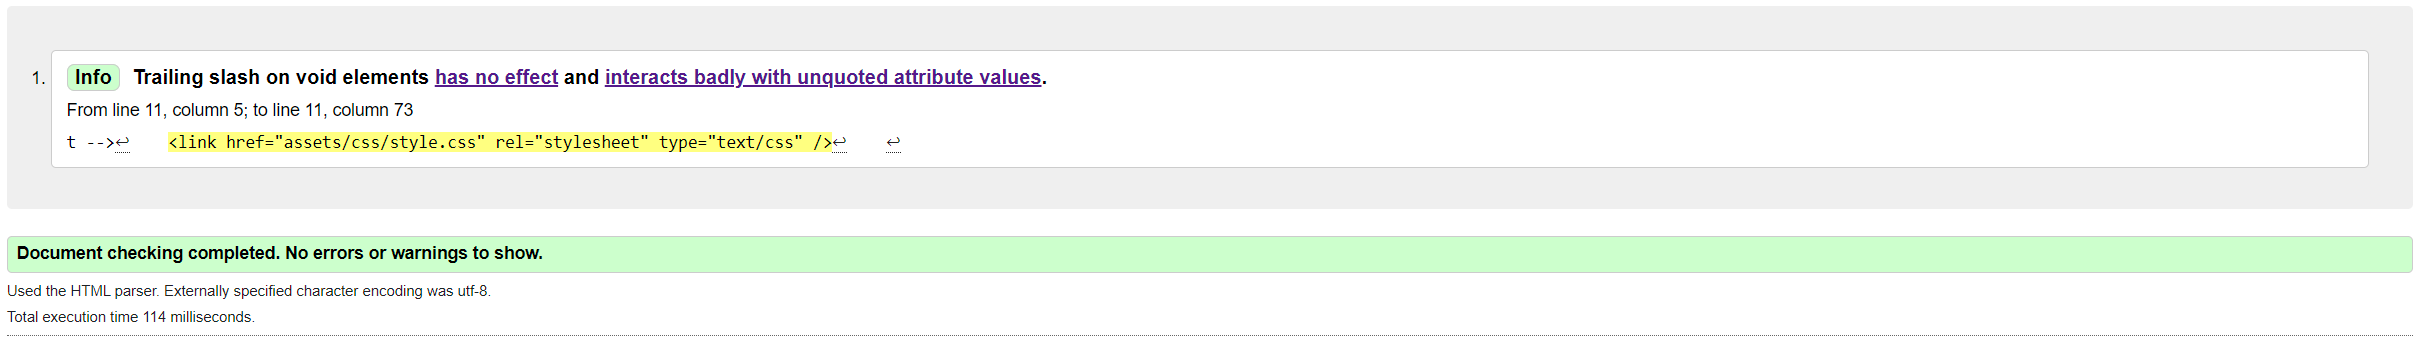 1. Info Trailing slash on void elements has no effect and interacts badly with unquoted attribute values.
From line 11, column 5; to line 11, column 73
t -->↩    <link href="assets/css/style.css" rel="stylesheet" type="text/css" />↩    ↩
Document checking completed. No errors or warnings to show.
Used the HTML parser. Externally specified character encoding was utf-8.
Total execution time 114 milliseconds.